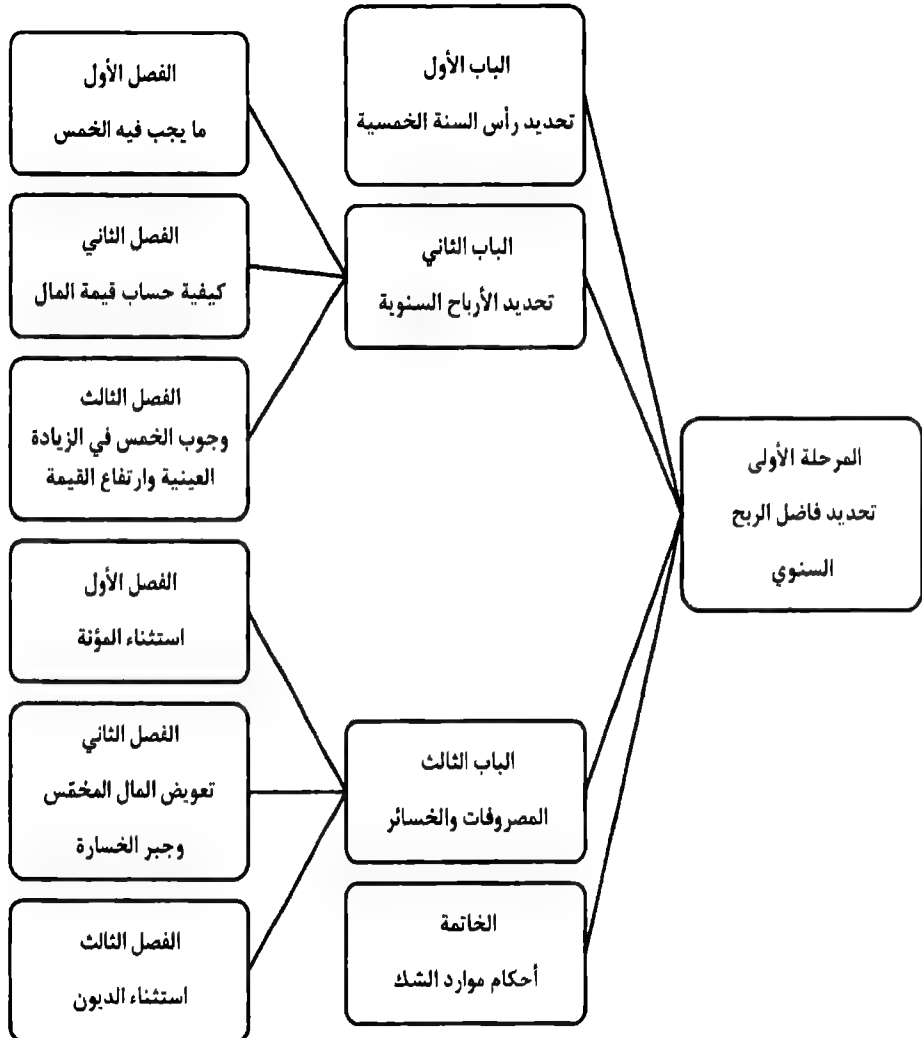 المرحلة الأولى
تحديد فاضل الربح
السنوي
الباب الأول
تحديد رأس السنة الخمسية
الباب الثاني
تحديد الأرباح السنوية
الفصل الأول
ما يجب فيه الخمس
الفصل الثاني
كيفية حساب قيمة المال
الفصل الثالث
وجوب الخمس في الزيادة
العينية وارتفاع القيمة
الباب الثالث
المصروفات والخسائر
الفصل الأول
استثناء المؤنة
الفصل الثاني
تعويض المال المخمّس
وجبر الخسارة
الفصل الثالث
استثناء الديون
الخاتمة
أحكام موارد الشك